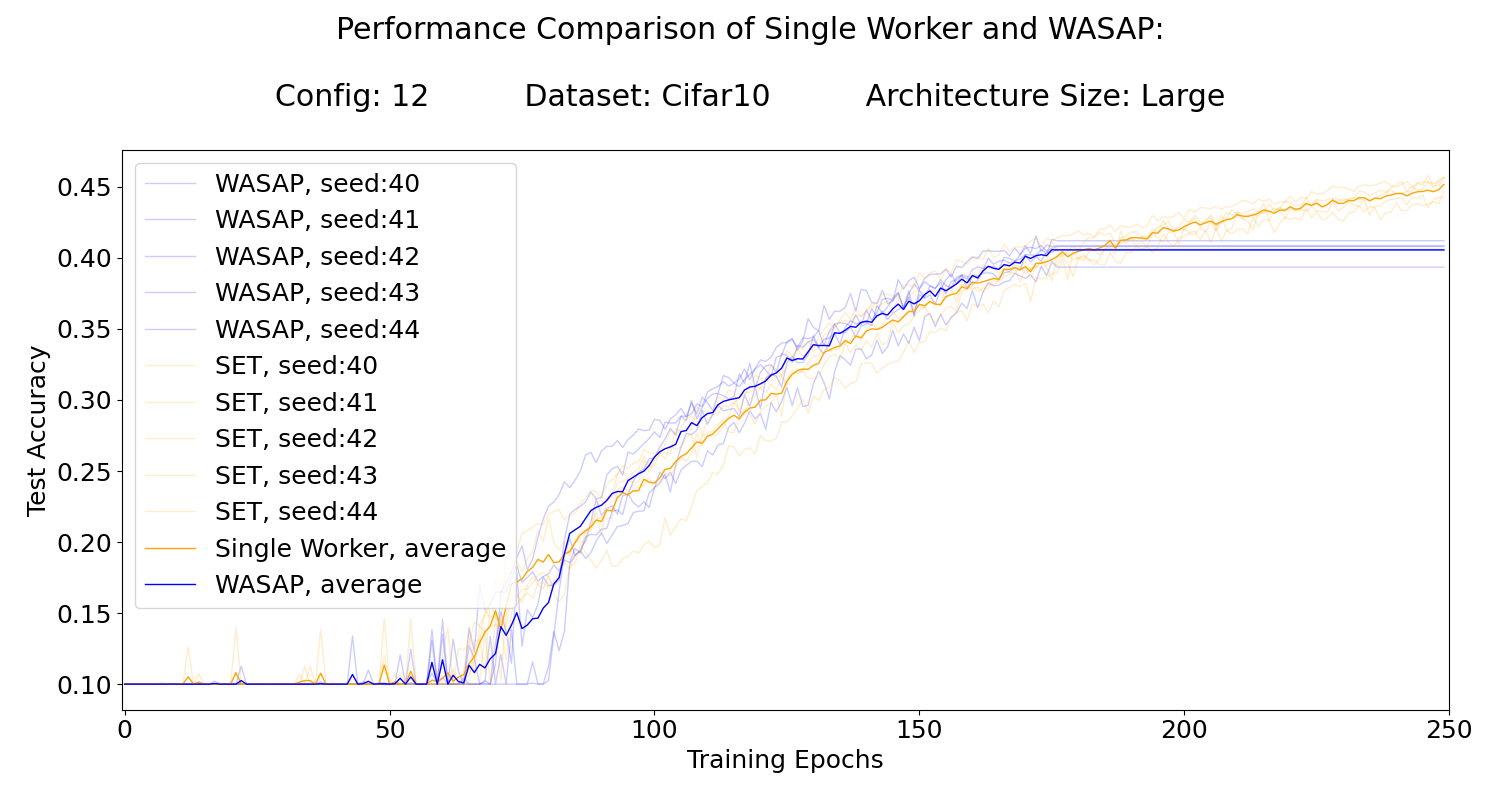 Performance Comparison of Single Worker and WASAP:
Config: 12 Dataset: Cifar10 Architecture Size: Large
0.45
0.40
0.35
0.30
0.25
0.20
0.15
0.10
Test Accuracy
WASAP, seed:40
WASAP, seed:41
WASAP, seed:42
WASAP, seed:43
WASAP, seed:44
SET, seed:40
SET, seed:41
SET, seed:42
SET, seed:43
SET, seed:44
Single Worker, average
WASAP, average
0 50 100 150 200 250
Training Epochs